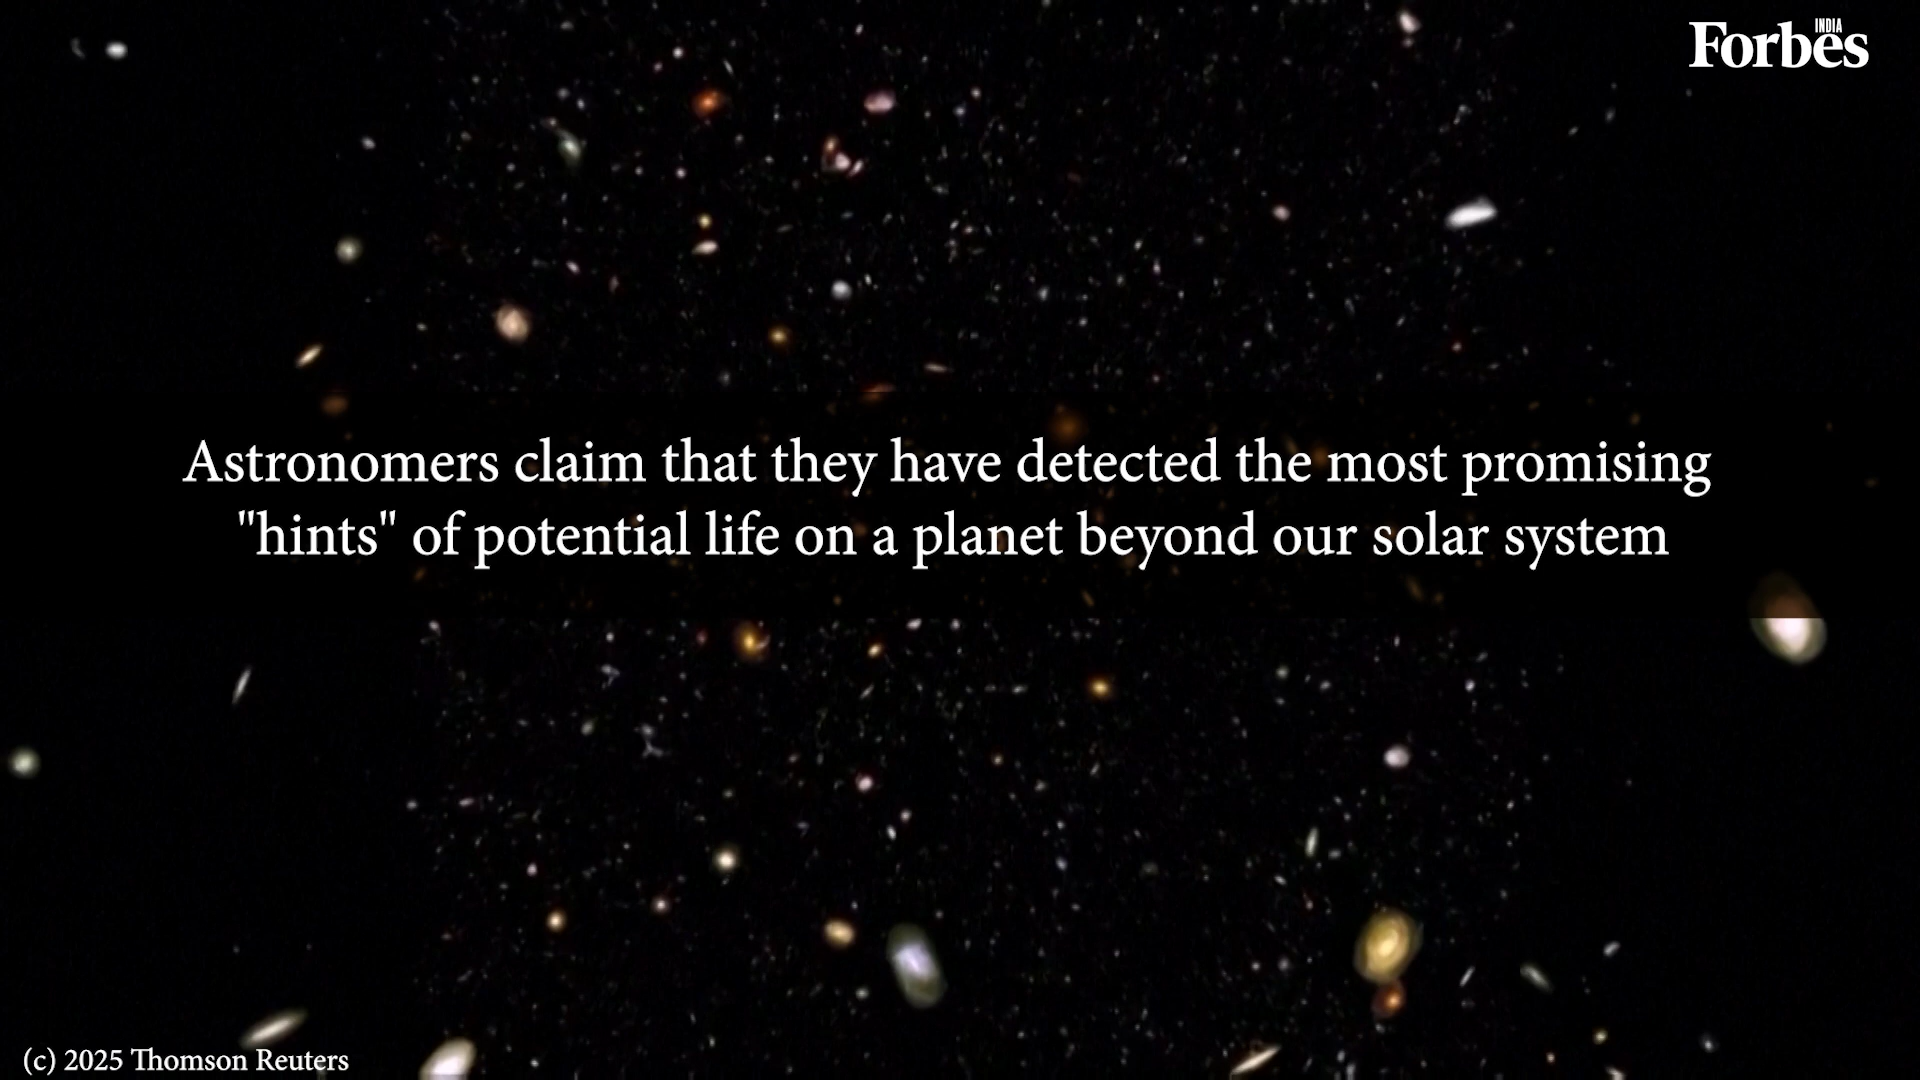 Forbes
INDIA
Astronomers claim that they have detected the most promising
"hints" of potential life on a planet beyond our solar system
(c) 2025 Thomson Reuters